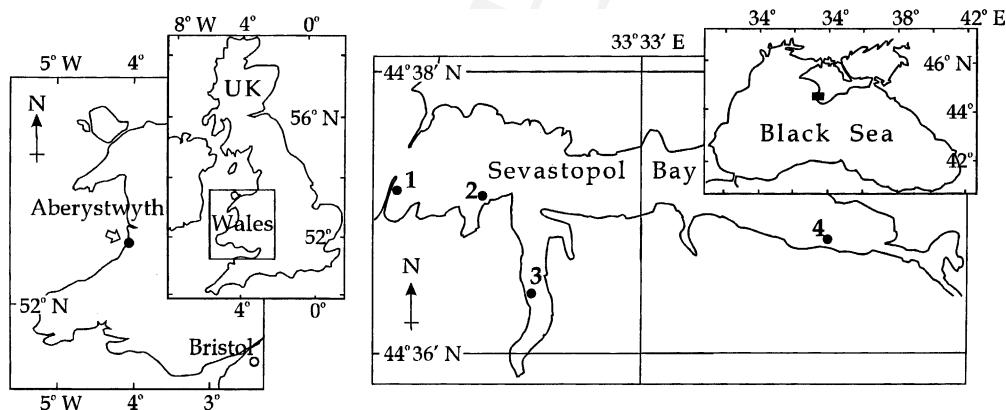 8° W 4° 0°
5° W 4°
N
UK
56° N
Aberystwyth
Wales
52°
52° N
4° 0°
Bristol
5° W 4° 3°
33°33′ E
44°38′ N
Sevastopol Bay
1
2
3
4
N
44°36′ N
34° 34° 38° 42° E
46° N
44°
Black Sea
42°